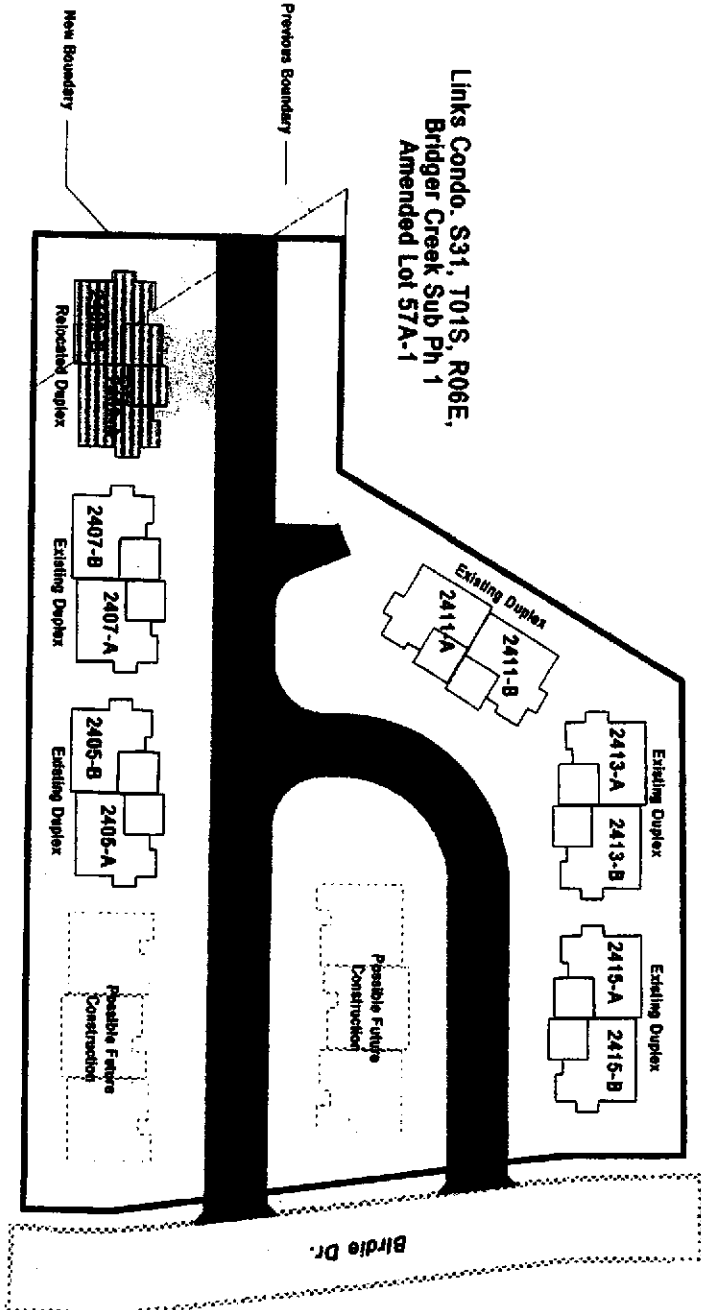 Links Condo. S31, T01S, R06E,
Bridger Creek Sub Ph 1
Amended Lot 57A-1
Previous Boundary
New Boundary
Relocated Duplex
2407-B
2407-A
Existing Duplex
2405-B
2405-A
Existing Duplex
Possible Future
Construction
Existing Duplex
2411-A
2411-B
Existing Duplex
2413-A
2413-B
Existing Duplex
2415-A
2415-B
Possible Future
Construction
Birdie Dr.